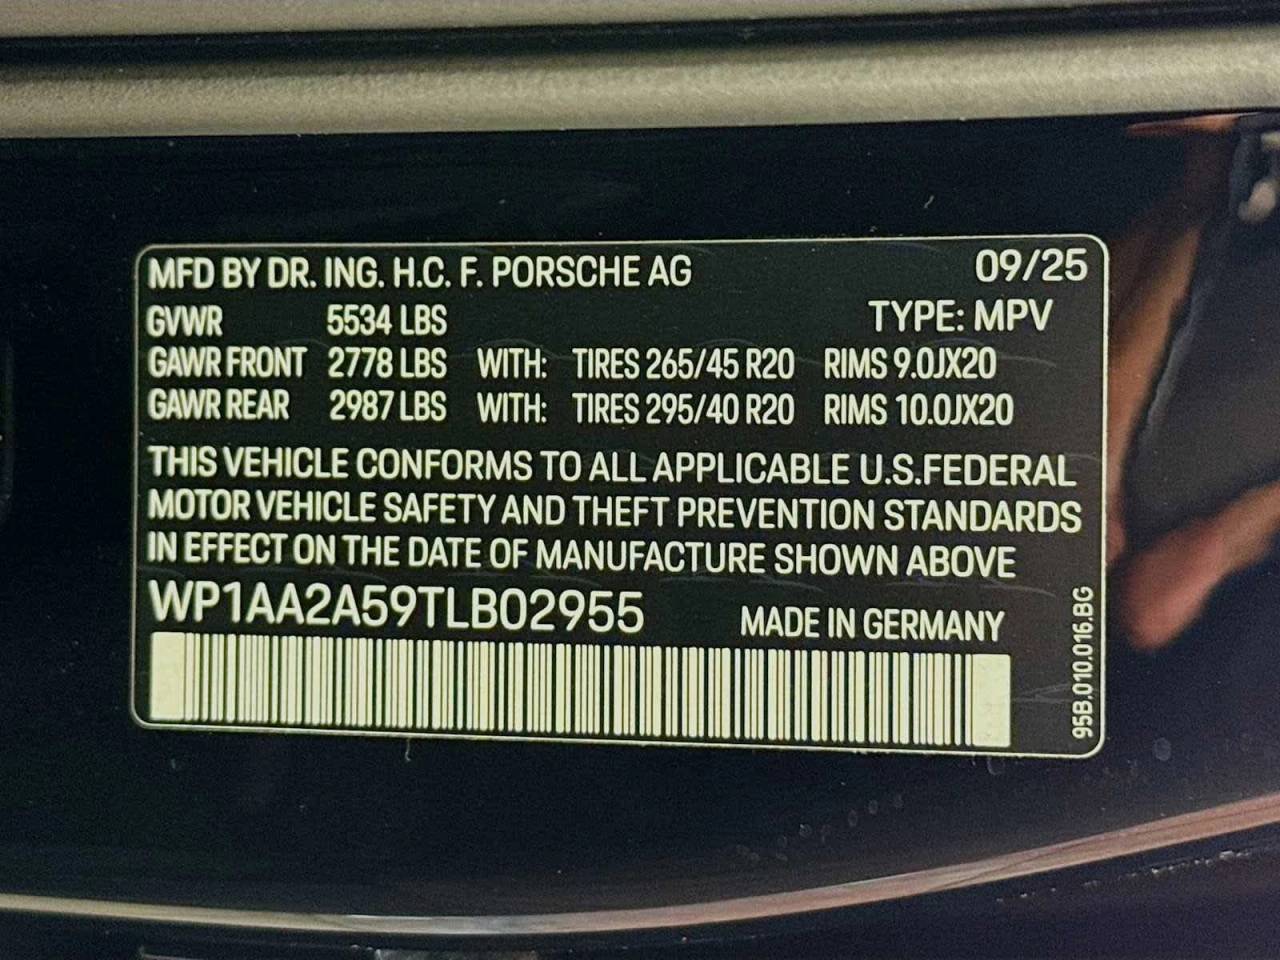 MFD BY DR. ING. H.C. F. PORSCHE AG 09/25
GVWR 5534 LBS TYPE: MPV
GAWR FRONT 2778 LBS WITH: TIRES 265/45 R20 RIMS 9.0JX20
GAWR REAR 2987 LBS WITH: TIRES 295/40 R20 RIMS 10.0JX20
THIS VEHICLE CONFORMS TO ALL APPLICABLE U.S.FEDERAL
MOTOR VEHICLE SAFETY AND THEFT PREVENTION STANDARDS
IN EFFECT ON THE DATE OF MANUFACTURE SHOWN ABOVE
WP1AA2A59TLB02955 MADE IN GERMANY
95B.010.016.BG